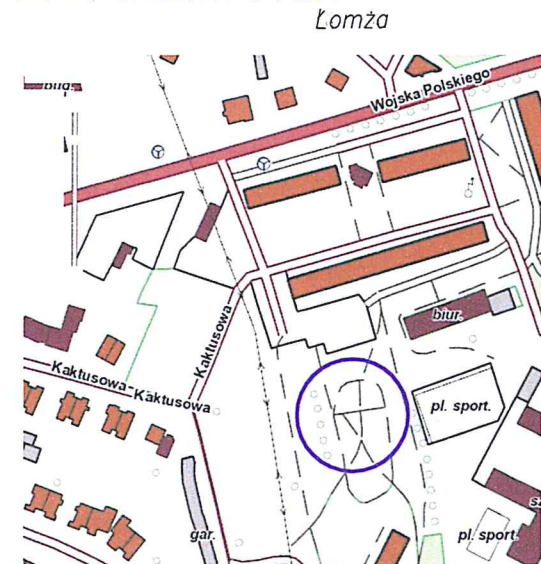 Łomża
Wojska Polskiego
Kaktusowa
biur.
Kaktusowa
Kaktusowa
pl. sport.
gar.
pl. sport.